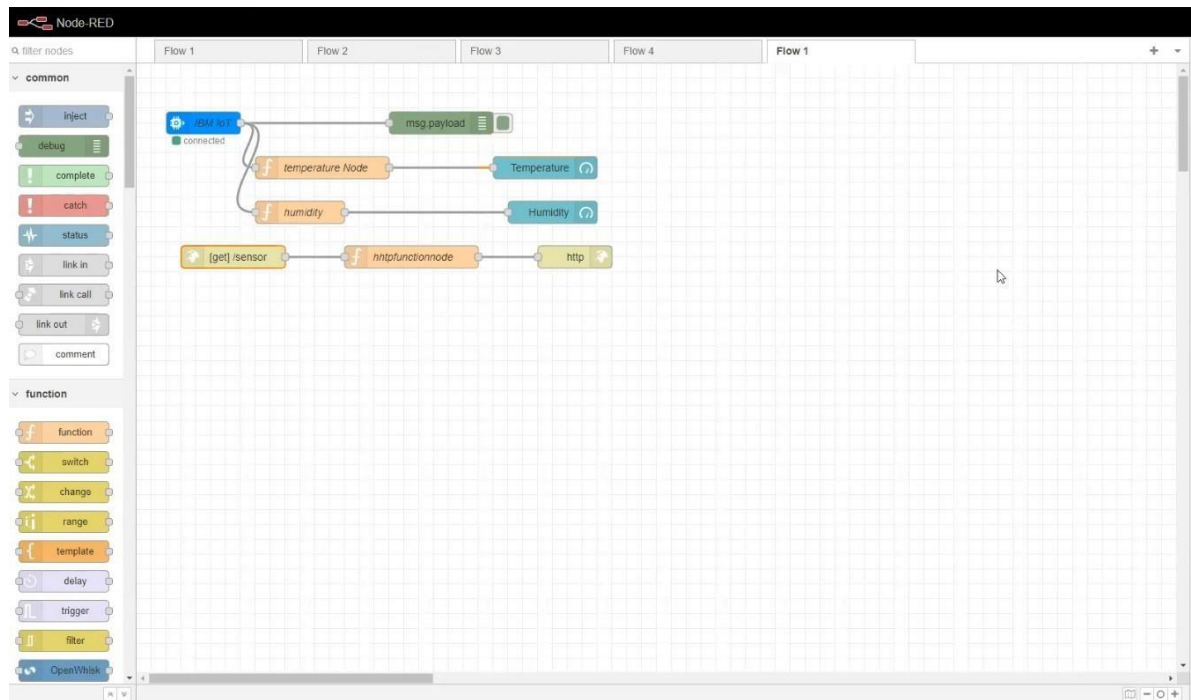 Node-RED
filter nodes
Flow 1
Flow 2
Flow 3
Flow 4
Flow 1
common
inject
debug
complete
catch
status
link in
link call
link out
comment
function
function
switch
change
range
template
delay
trigger
filter
OpenWhisk
IBM IoT
connected
msg.payload
temperature Node
Temperature
humidity
Humidity
[get] /sensor
hhtpfunctionnode
http